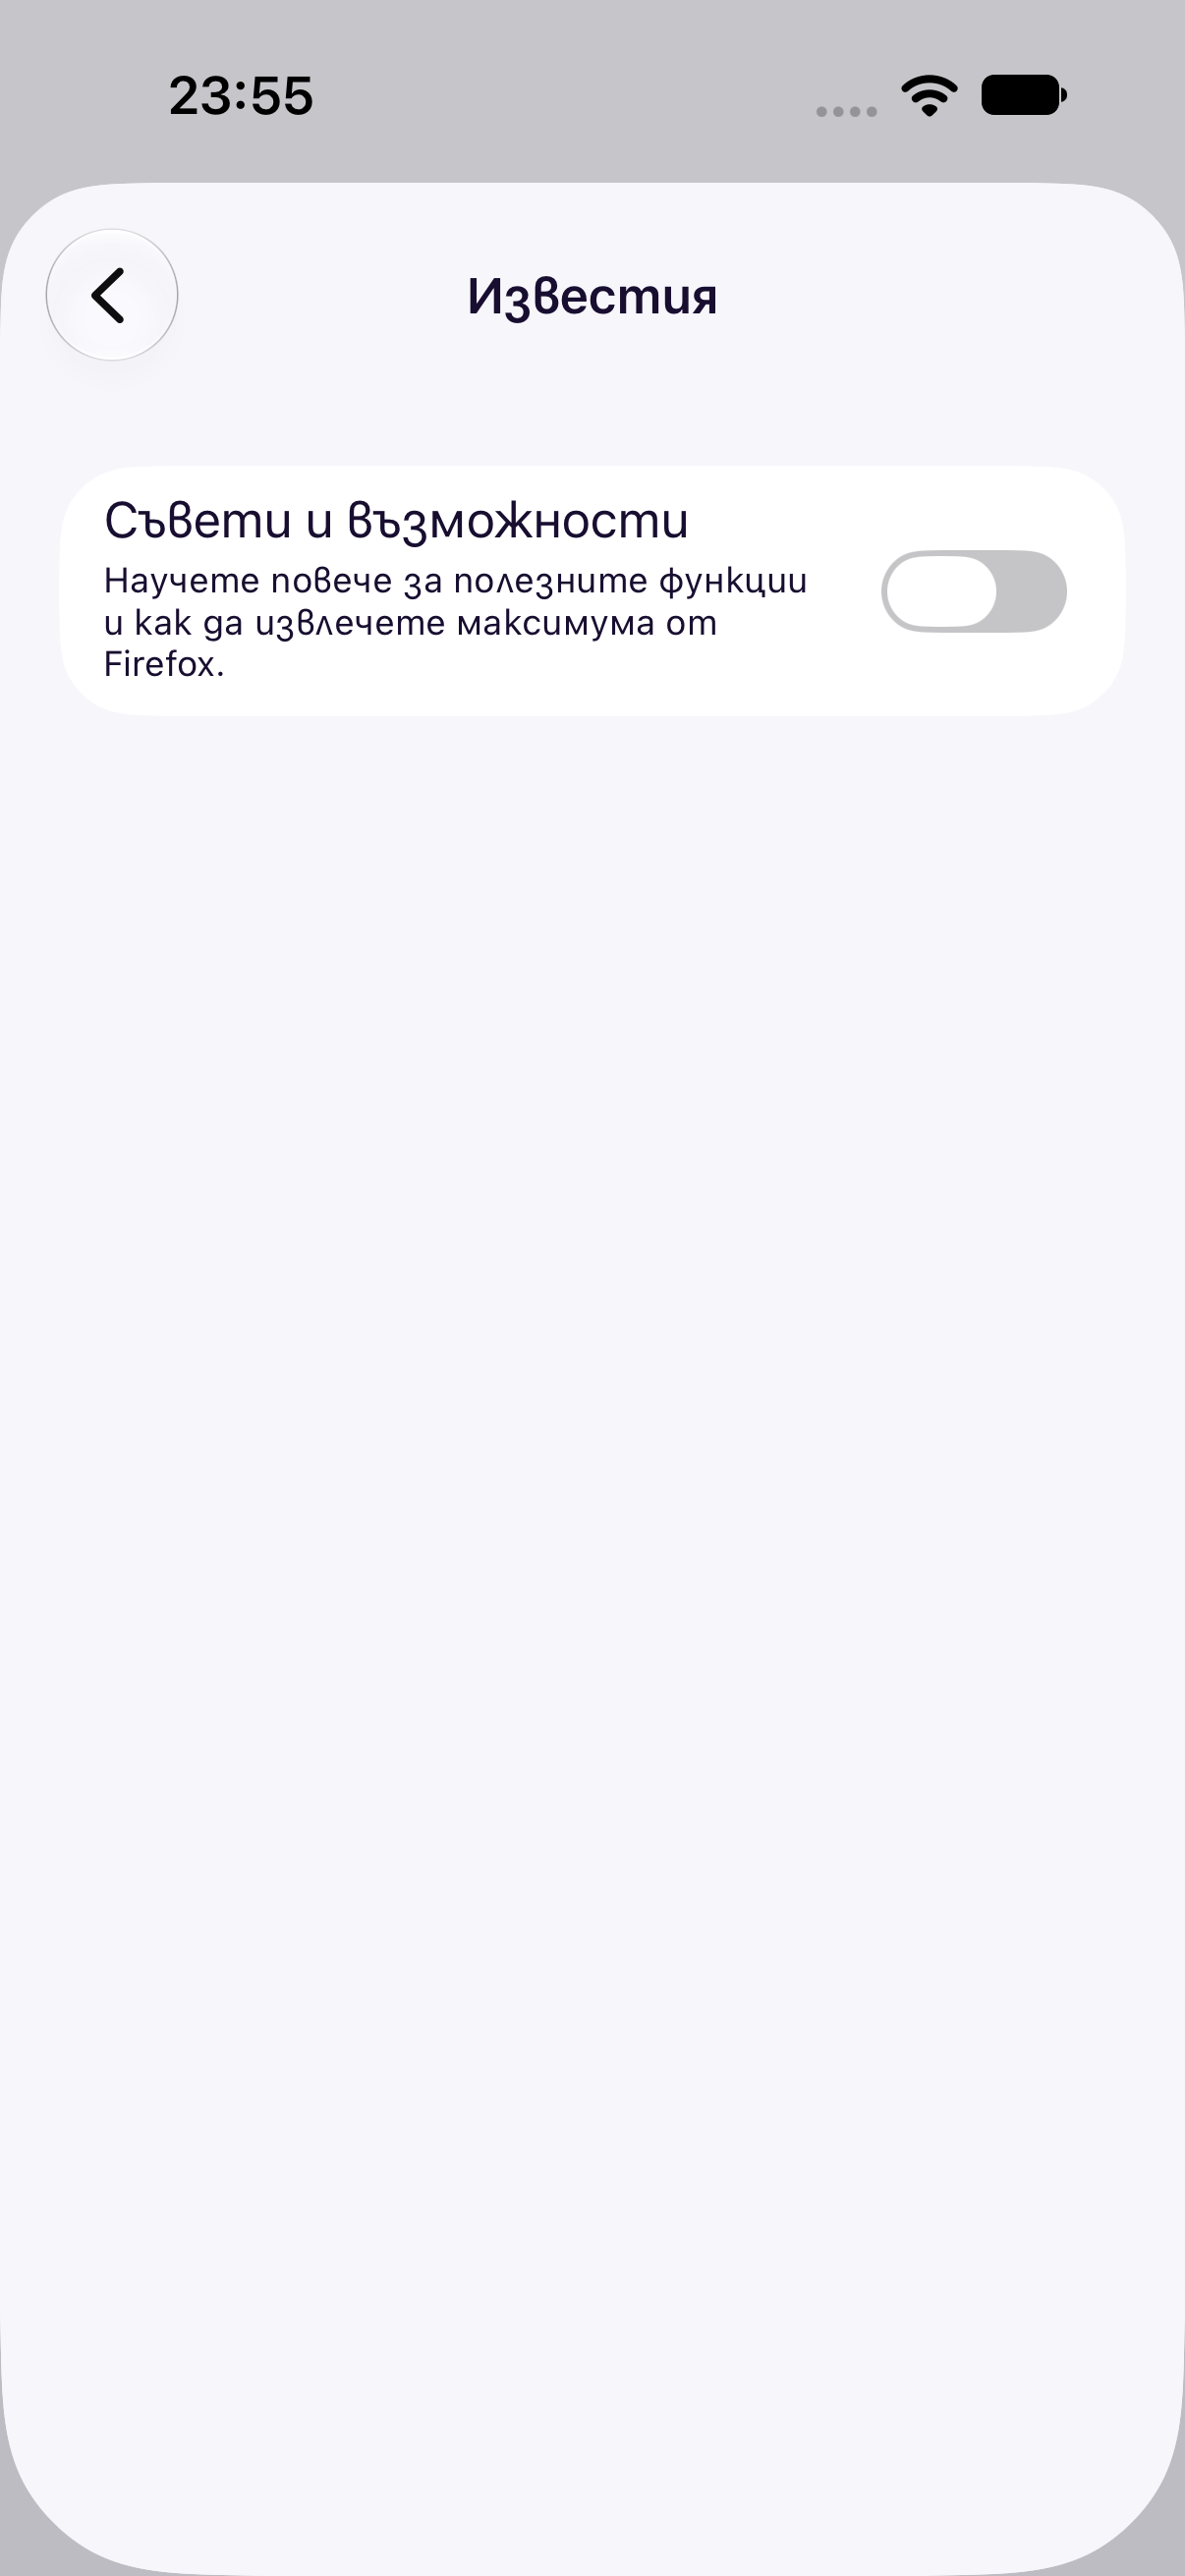 23:55
Известия
Съвети и възможности
Научете повече за полезните функции
и как да извлечете максимума от
Firefox.